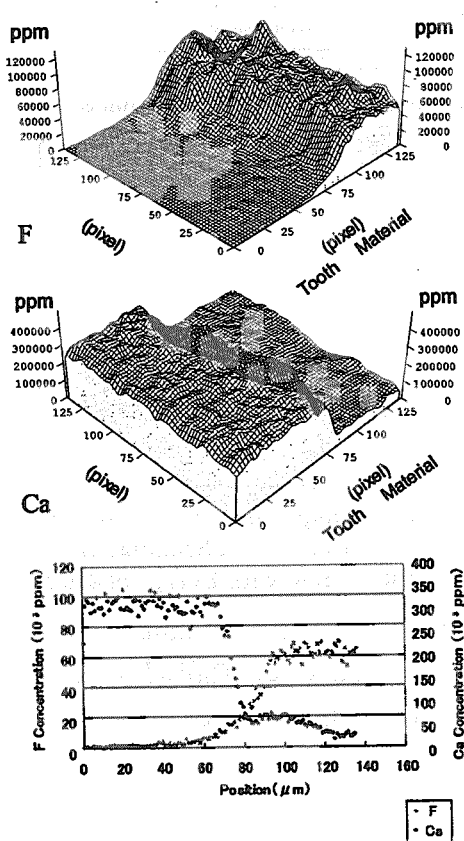 ppm ppm
120000 120000
100000 100000
80000 80000
60000 60000
40000 40000
20000 20000
0 0
125 100 75 50 25 0
0 25 50 75 100 125
(pixel) (pixel)
Tooth Material
F
ppm ppm
400000 400000
300000 300000
200000 200000
100000 100000
0 0
125 100 75 50 25 0
0 25 50 75 100 125
(pixel) (pixel)
Tooth Material
Ca
F Concentration (10³ ppm)
120
100
80
60
40
20
0
Ca Concentration (10³ ppm)
400
350
300
250
200
150
100
50
0
0 20 40 60 80 100 120 140 160
Position(μm)
F
Ca